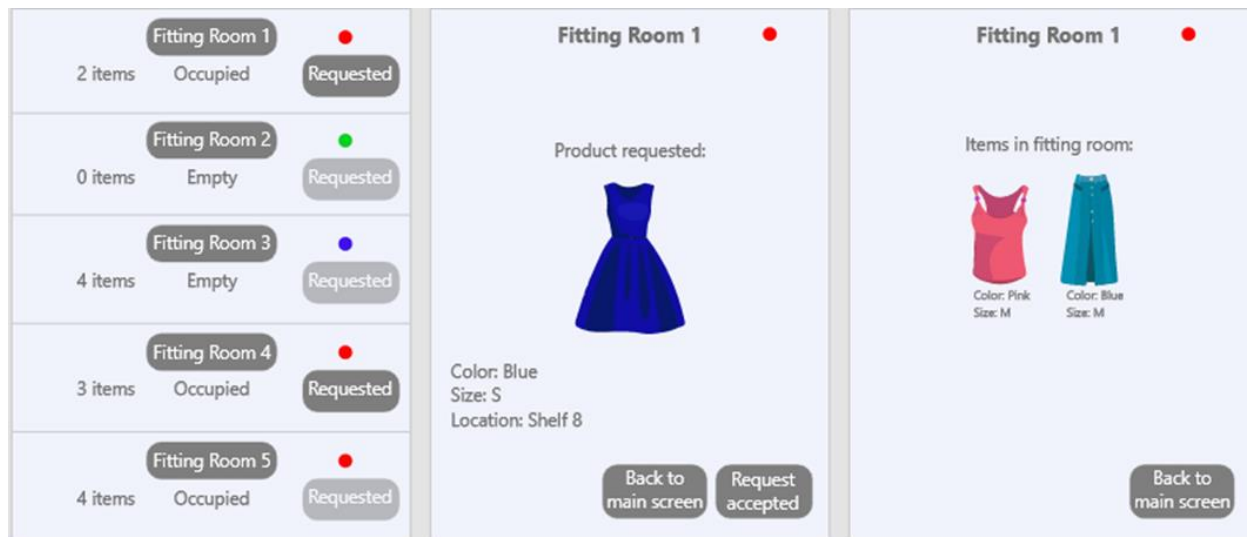 Fitting Room 1
2 items Occupied Requested
Fitting Room 2
0 items Empty Requested
Fitting Room 3
4 items Empty Requested
Fitting Room 4
3 items Occupied Requested
Fitting Room 5
4 items Occupied Requested
Fitting Room 1
Product requested:
Color: Blue
Size: S
Location: Shelf 8
Back to
main screen
Request
accepted
Fitting Room 1
Items in fitting room:
Color: Pink
Size: M
Color: Blue
Size: M
Back to
main screen